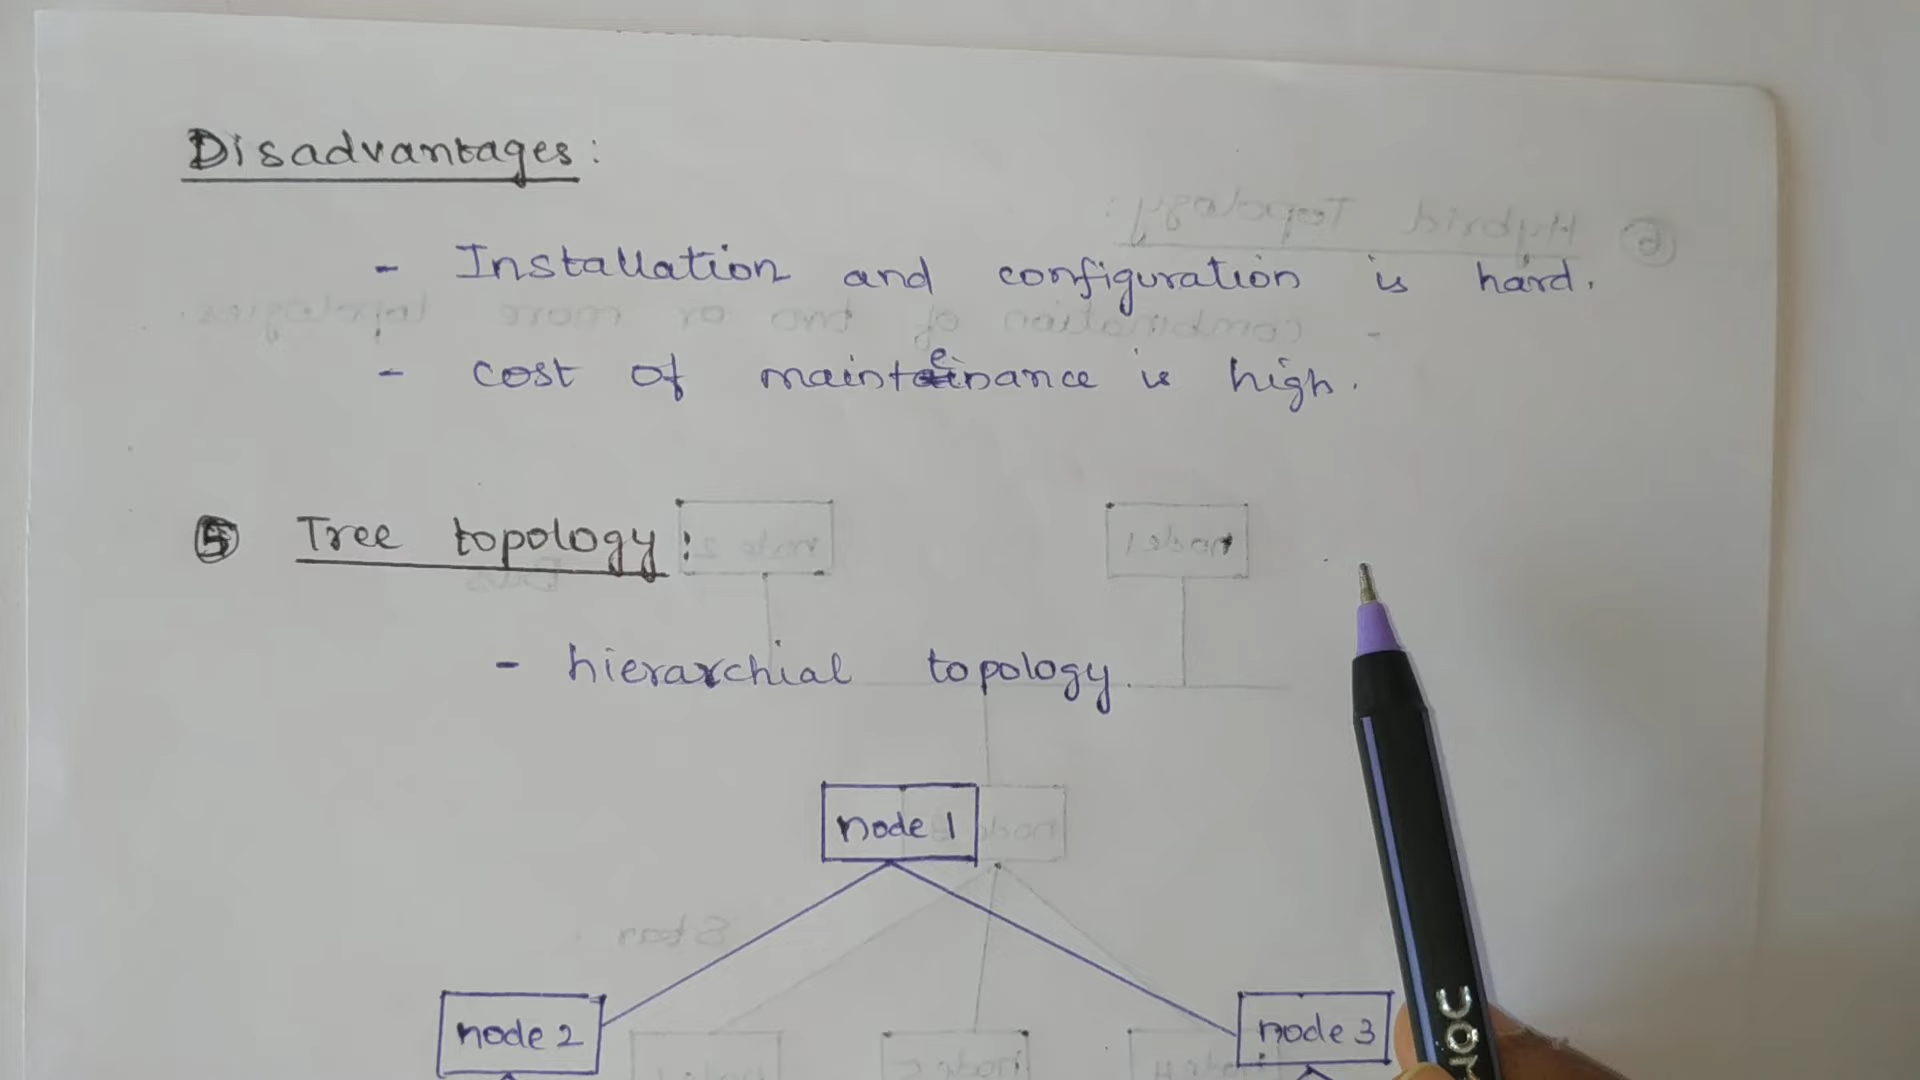 Disadvantages:
- Installation and configuration is hard.
- cost of maintenance is high.
5 Tree topology:
- hierarchial topology.
node 1
node 2
node 3